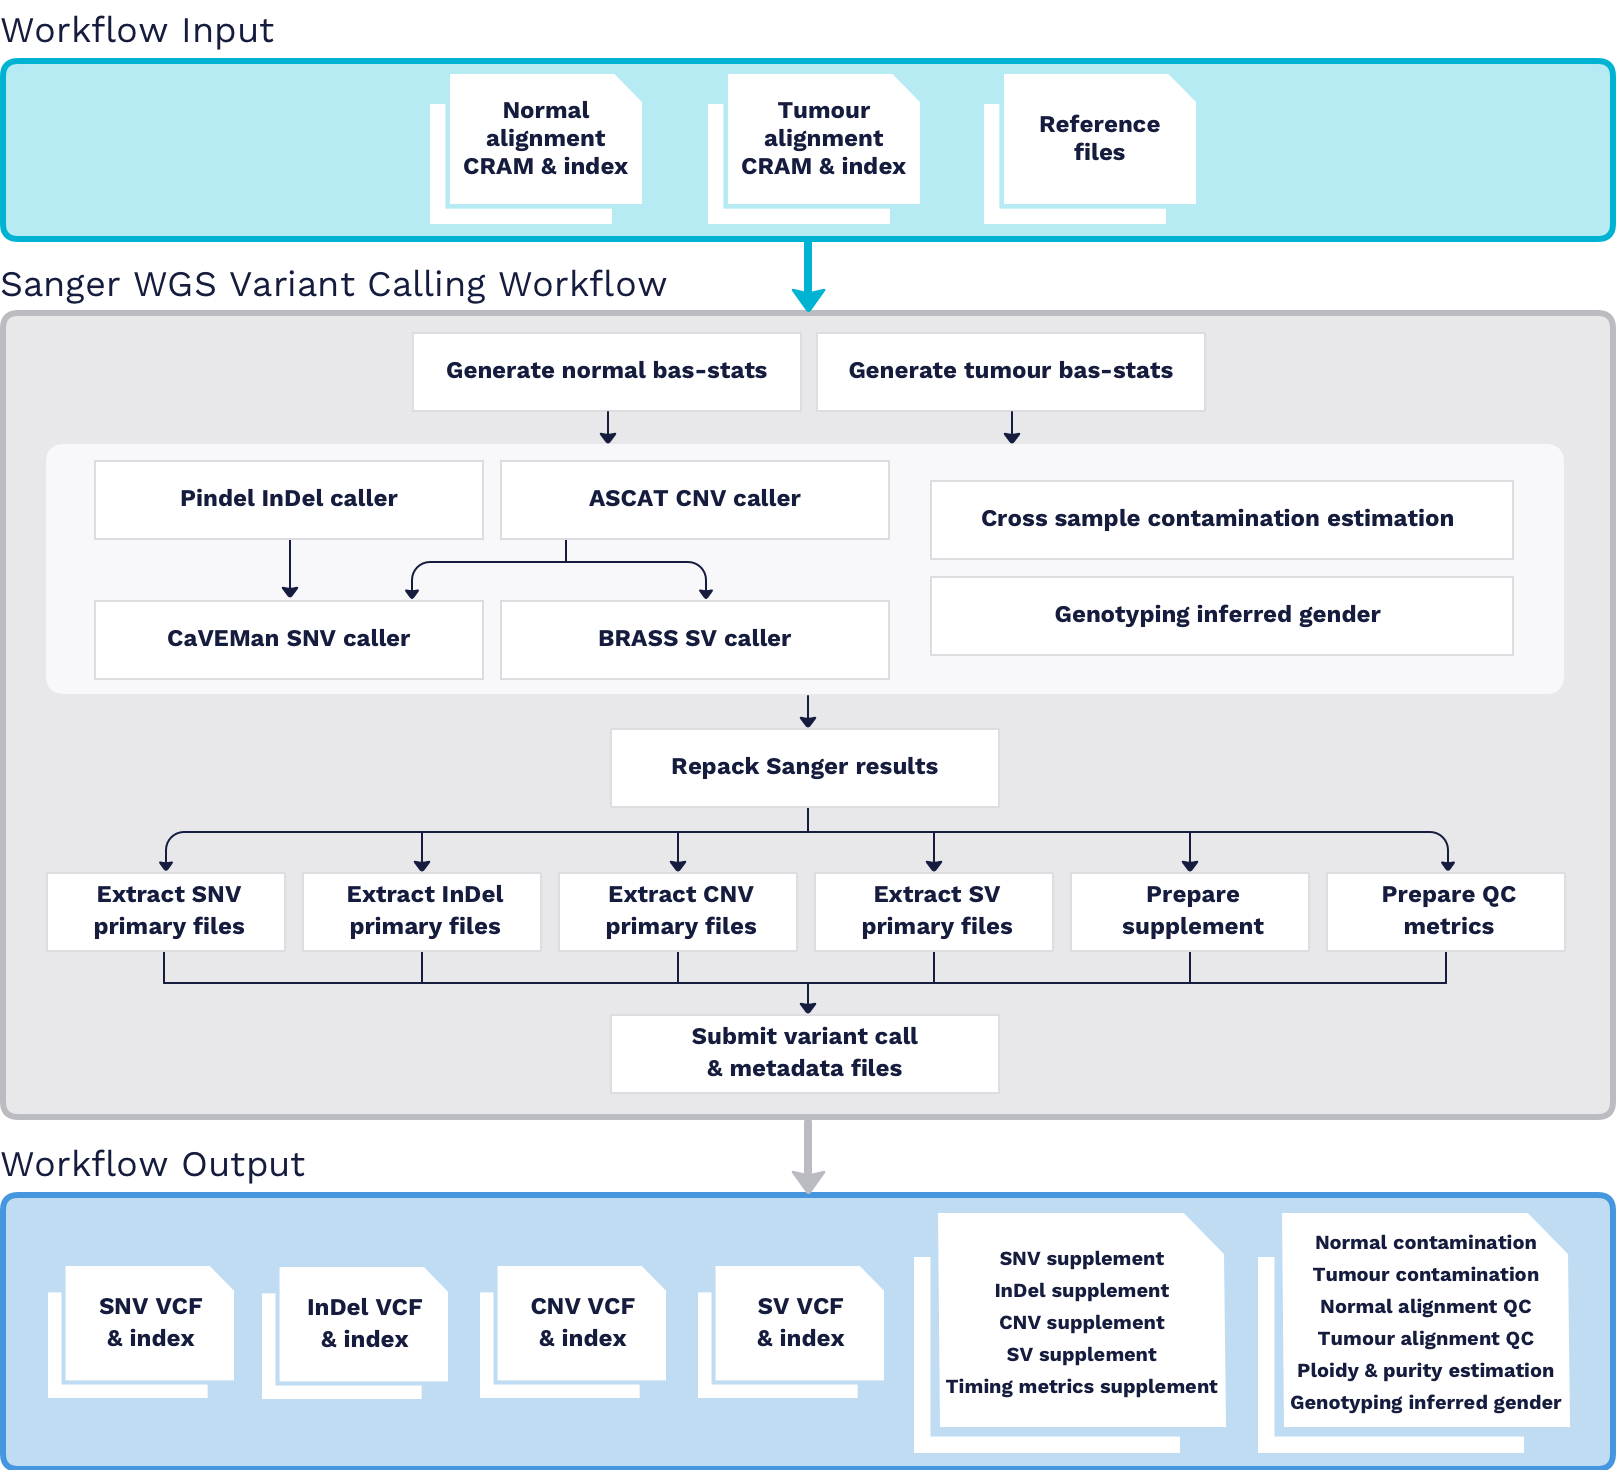 Workflow Input
Normal
alignment
CRAM & index
Tumour
alignment
CRAM & index
Reference
files
Sanger WGS Variant Calling Workflow
Generate normal bas-stats
Generate tumour bas-stats
Pindel InDel caller
ASCAT CNV caller
Cross sample contamination estimation
Genotyping inferred gender
CaVEMan SNV caller
BRASS SV caller
Repack Sanger results
Extract SNV
primary files
Extract InDel
primary files
Extract CNV
primary files
Extract SV
primary files
Prepare
supplement
Prepare QC
metrics
Submit variant call
& metadata files
Workflow Output
SNV VCF
& index
InDel VCF
& index
CNV VCF
& index
SV VCF
& index
SNV supplement
InDel supplement
CNV supplement
SV supplement
Timing metrics supplement
Normal contamination
Tumour contamination
Normal alignment QC
Tumour alignment QC
Ploidy & purity estimation
Genotyping inferred gender